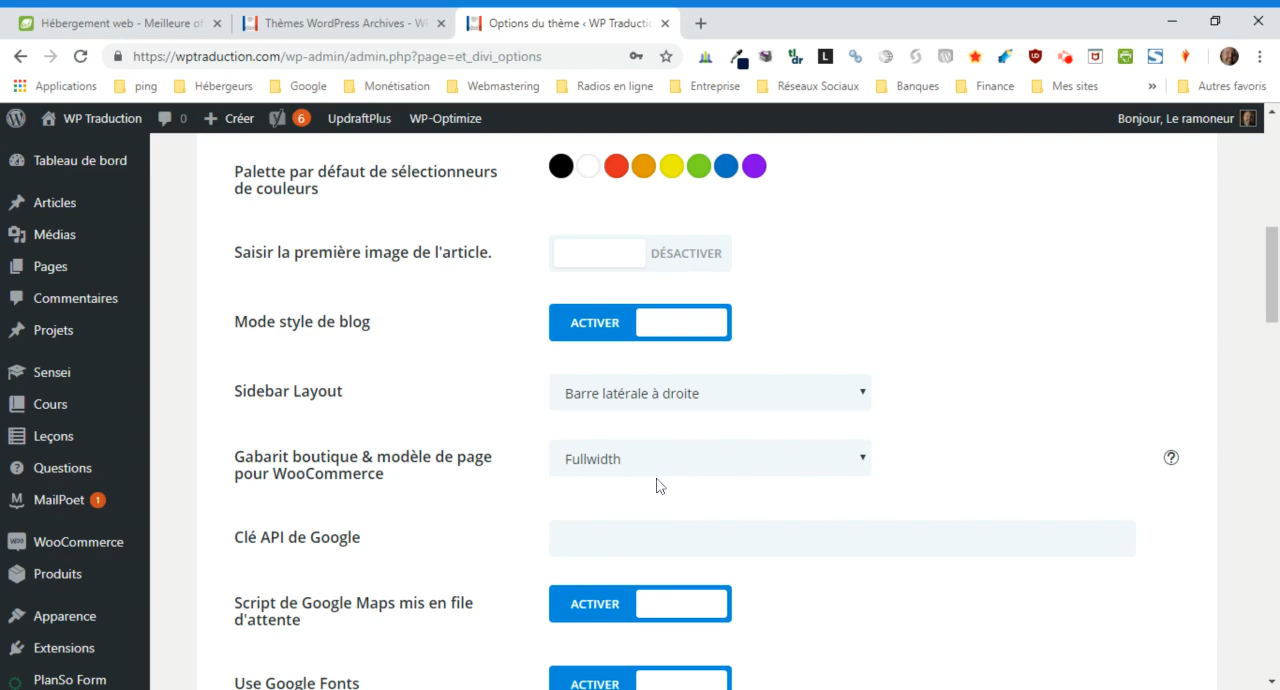 Hébergement web - Meilleure of
Thèmes WordPress Archives - W
Options du thème ‹ WP Traductio
https://wptraduction.com/wp-admin/admin.php?page=et_divi_options
Applications ping Hébergeurs Google Monétisation Webmastering Radios en ligne Entreprise Réseaux Sociaux Banques Finance Mes sites » Autres favoris
WP Traduction 0 Créer 6 UpdraftPlus WP-Optimize Bonjour, Le ramoneur
Tableau de bord
Articles
Médias
Pages
Commentaires
Projets
Sensei
Cours
Leçons
Questions
MailPoet 1
WooCommerce
Produits
Apparence
Extensions
PlanSo Form
Palette par défaut de sélectionneurs
de couleurs
Saisir la première image de l'article.
DÉSACTIVER
Mode style de blog
ACTIVER
Sidebar Layout
Barre latérale à droite
Gabarit boutique & modèle de page
pour WooCommerce
Fullwidth
Clé API de Google
Script de Google Maps mis en file
d'attente
ACTIVER
Use Google Fonts
ACTIVER